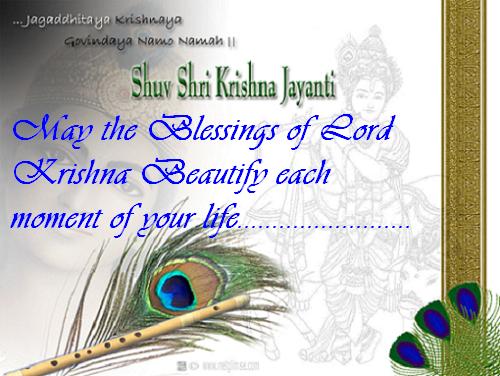 ... Jagaddhitaya Krishnaya
Govindaya Namo Namah ||
Shuv Shri Krishna Jayanti
May the Blessings of Lord
Krishna Beautify each
moment of your life.........................